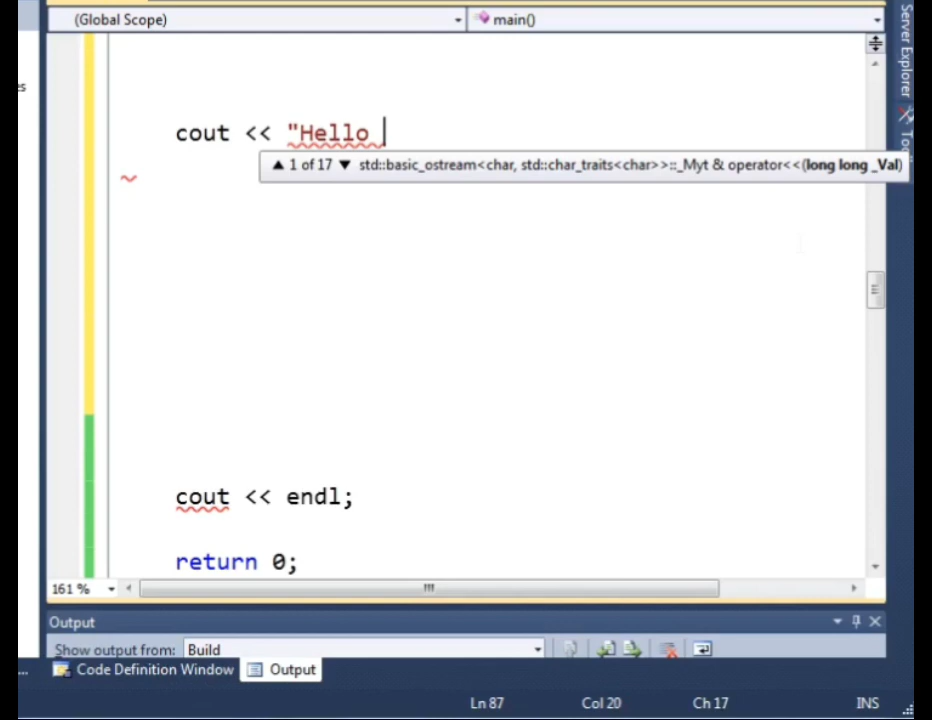 (Global Scope) main()
Server Explorer
es
cout << "Hello
▲ 1 of 17 ▼ std::basic_ostream<char, std::char_traits<char>>::_Myt & operator<<(long long _Val)
cout << endl;
return 0;
161 %
Output
Show output from: Build
... Code Definition Window Output
Ln 87 Col 20 Ch 17 INS